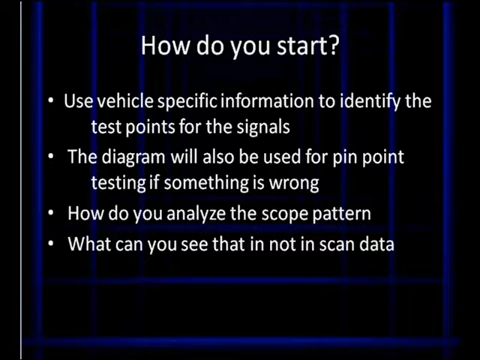 How do you start?
• Use vehicle specific information to identify the
test points for the signals
• The diagram will also be used for pin point
testing if something is wrong
• How do you analyze the scope pattern
• What can you see that in not in scan data